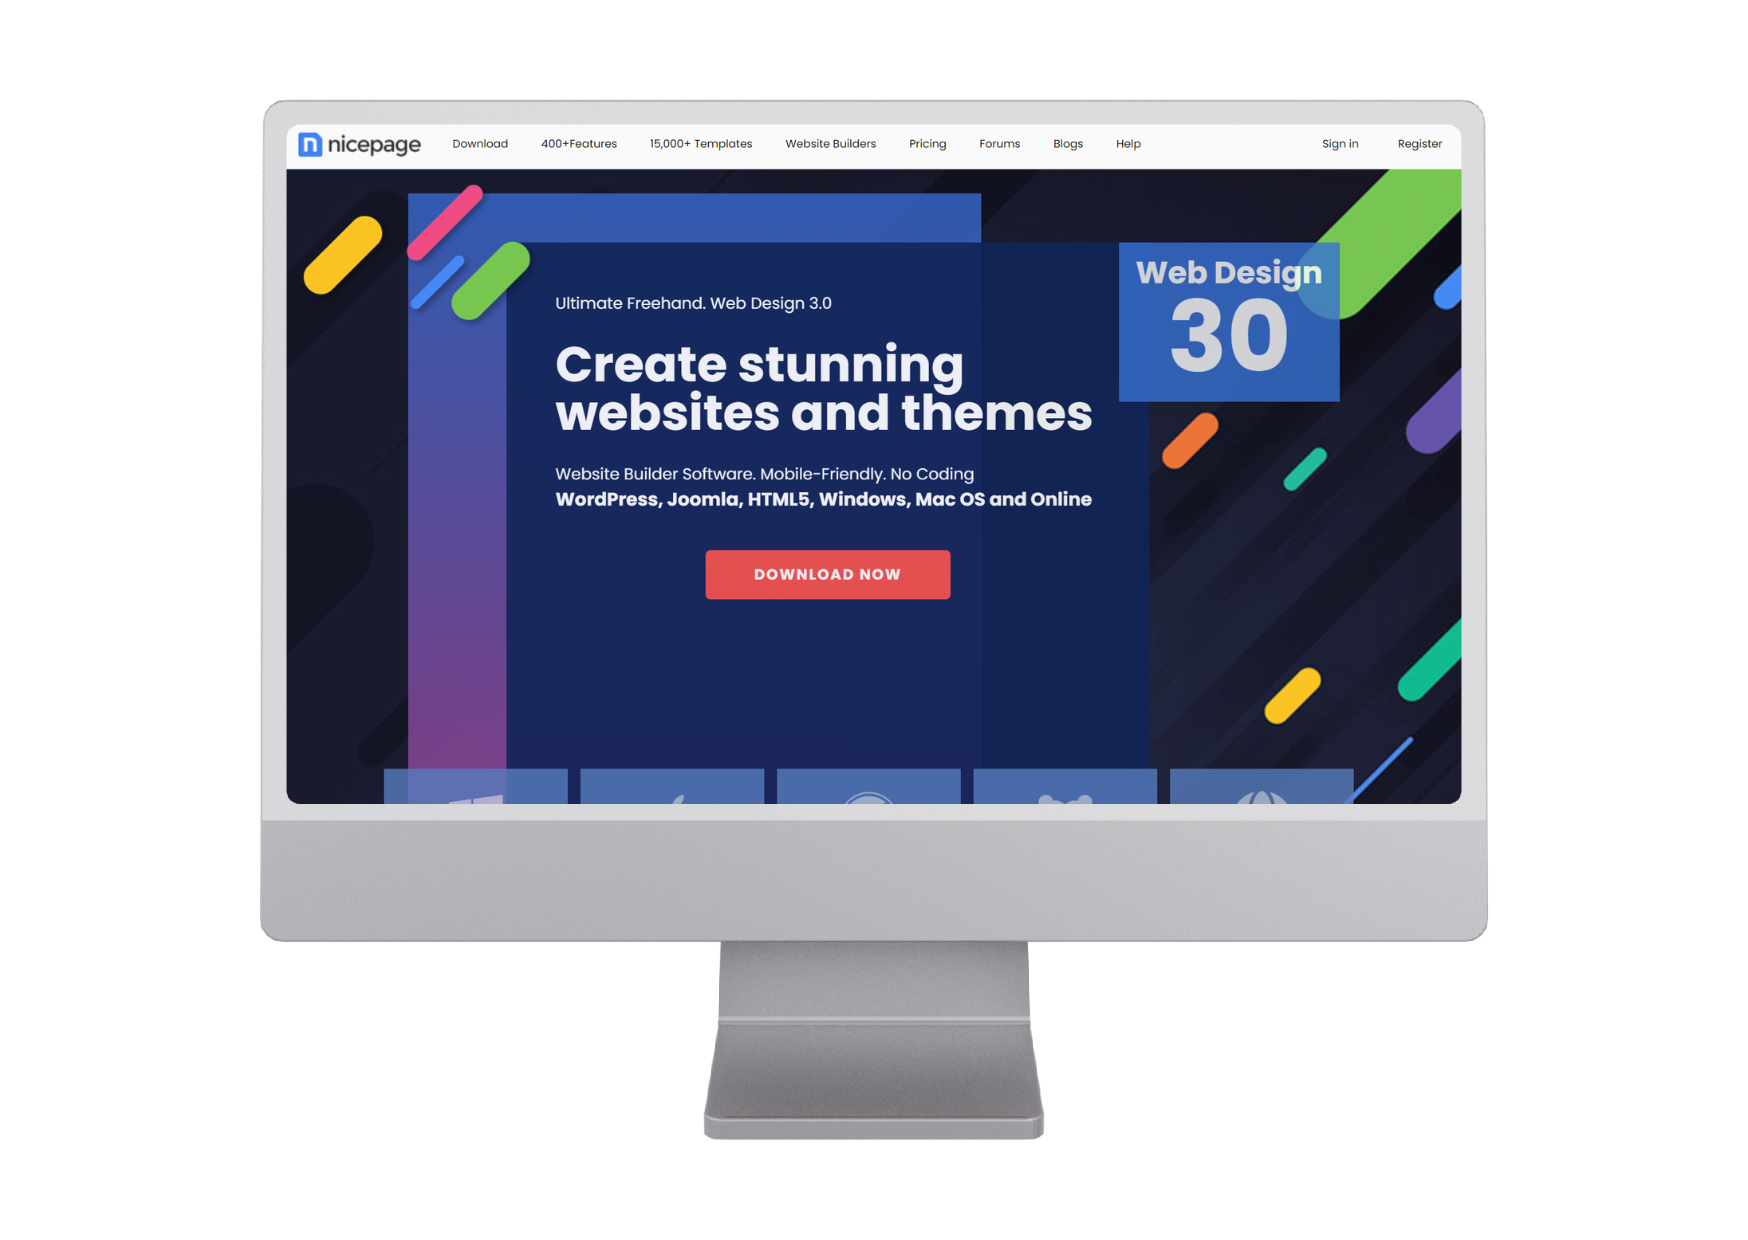 nicepage
Download
400+Features
15,000+ Templates
Website Builders
Pricing
Forums
Blogs
Help
Sign in
Register
Ultimate Freehand. Web Design 3.0
Create stunning
websites and themes
Website Builder Software. Mobile-Friendly. No Coding
WordPress, Joomla, HTML5, Windows, Mac OS and Online
DOWNLOAD NOW
Web Design
30